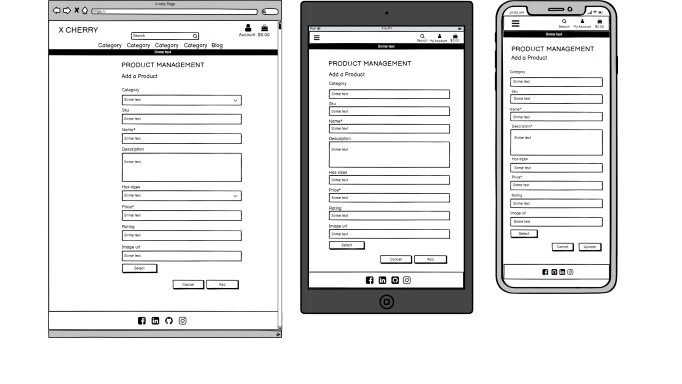 A Web Page
https://
X CHERRY
Search
Account $0.00
Category Category Category Category Blog
Some text
PRODUCT MANAGEMENT
Add a Product
Category
Some text
Sku
Some text
Name*
Some text
Description
Some text
Has sizes
Some text
Price*
Some text
Rating
Some text
Image url
Some text
Select
Cancel Add
Search My Account $0.00
Some text
PRODUCT MANAGEMENT
Add a Product
Category
Some text
Sku
Some text
Name*
Some text
Description
Some text
Has sizes
Some text
Price*
Some text
Rating
Some text
Image url
Some text
Select
Cancel Add
Search My Account $0.00
Some text
PRODUCT MANAGEMENT
Add a Product
Category
Some text
Sku
Some text
Name*
Some text
Description*
Some text
Has sizes
Some text
Price*
Some text
Rating
Some text
Image url
Some text
Select
Cancel Update